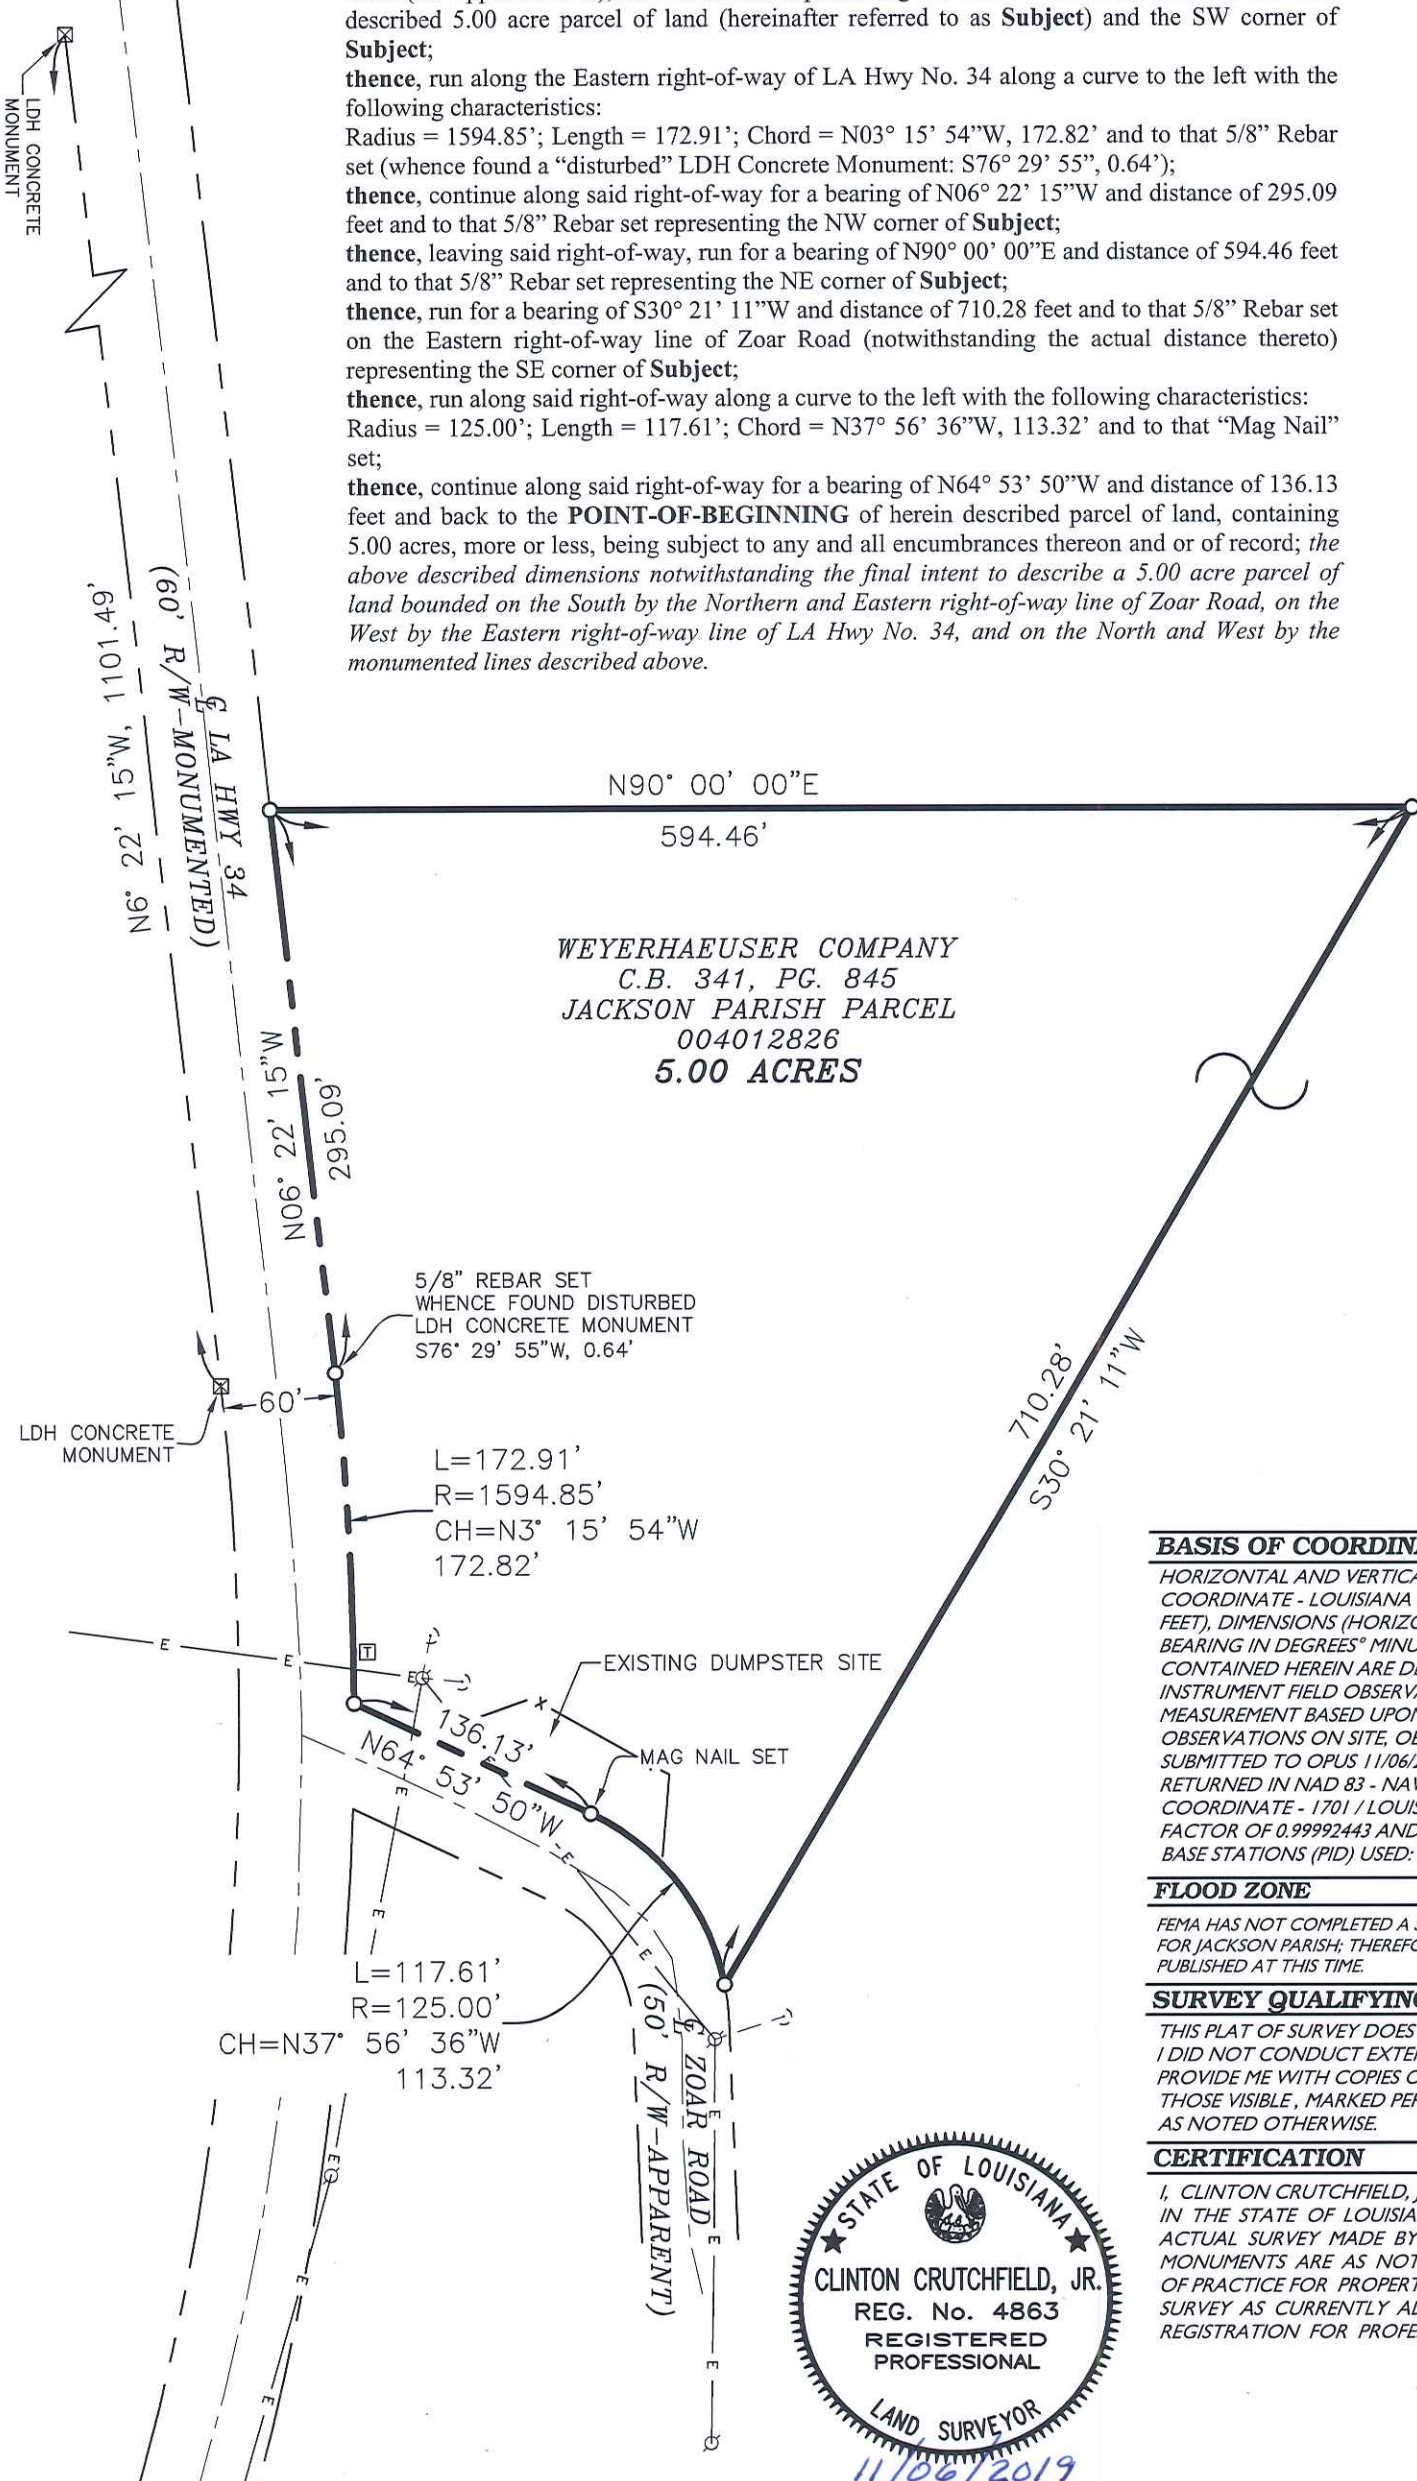 described 5.00 acre parcel of land (hereinafter referred to as Subject) and the SW corner of
Subject;
thence, run along the Eastern right-of-way of LA Hwy No. 34 along a curve to the left with the
following characteristics:
Radius = 1594.85’; Length = 172.91’; Chord = N03° 15’ 54”W, 172.82’ and to that 5/8” Rebar
set (whence found a “disturbed” LDH Concrete Monument: S76° 29’ 55”, 0.64’);
thence, continue along said right-of-way for a bearing of N06° 22’ 15”W and distance of 295.09
feet and to that 5/8” Rebar set representing the NW corner of Subject;
thence, leaving said right-of-way, run for a bearing of N90° 00’ 00”E and distance of 594.46 feet
and to that 5/8” Rebar set representing the NE corner of Subject;
thence, run for a bearing of S30° 21’ 11”W and distance of 710.28 feet and to that 5/8” Rebar set
on the Eastern right-of-way line of Zoar Road (notwithstanding the actual distance thereto)
representing the SE corner of Subject;
thence, run along said right-of-way along a curve to the left with the following characteristics:
Radius = 125.00’; Length = 117.61’; Chord = N37° 56’ 36”W, 113.32’ and to that “Mag Nail”
set;
thence, continue along said right-of-way for a bearing of N64° 53’ 50”W and distance of 136.13
feet and back to the POINT-OF-BEGINNING of herein described parcel of land, containing
5.00 acres, more or less, being subject to any and all encumbrances thereon and or of record; the
above described dimensions notwithstanding the final intent to describe a 5.00 acre parcel of
land bounded on the South by the Northern and Eastern right-of-way line of Zoar Road, on the
West by the Eastern right-of-way line of LA Hwy No. 34, and on the North and West by the
monumented lines described above.
LDH CONCRETE
MONUMENT
N6° 22' 15"W, 1101.49'
(60' R/W-MONUMENTED)
℄ LA HWY 34
N90° 00' 00"E
594.46'
WEYERHAEUSER COMPANY
C.B. 341, PG. 845
JACKSON PARISH PARCEL
004012826
5.00 ACRES
N06° 22' 15"W
295.09'
5/8" REBAR SET
WHENCE FOUND DISTURBED
LDH CONCRETE MONUMENT
S76° 29' 55"W, 0.64'
60'
LDH CONCRETE
MONUMENT
710.28'
S30° 21' 11"W
L=172.91'
R=1594.85'
CH=N3° 15' 54"W
172.82'
E
E
T
E
EXISTING DUMPSTER SITE
x
136.13'
N64° 53' 50"W
MAG NAIL SET
E
E
E
E
E
L=117.61'
R=125.00'
CH=N37° 56' 36"W
113.32'
℄ ZOAR ROAD
(50' R/W-APPARENT)
E
E
E
E
E
E
BASIS OF COORDIN
HORIZONTAL AND VERTICA
COORDINATE - LOUISIANA
FEET), DIMENSIONS (HORIZO
BEARING IN DEGREES° MINU
CONTAINED HEREIN ARE D
INSTRUMENT FIELD OBSERV
MEASUREMENT BASED UPON
OBSERVATIONS ON SITE, O
SUBMITTED TO OPUS 11/06/
RETURNED IN NAD 83 - NAV
COORDINATE - 1701 / LOUIS
FACTOR OF 0.99992443 AND
BASE STATIONS (PID) USED:
FLOOD ZONE
FEMA HAS NOT COMPLETED A
FOR JACKSON PARISH; THEREFO
PUBLISHED AT THIS TIME.
SURVEY QUALIFYING
THIS PLAT OF SURVEY DOES
I DID NOT CONDUCT EXTE
PROVIDE ME WITH COPIES O
THOSE VISIBLE, MARKED PE
AS NOTED OTHERWISE.
CERTIFICATION
I, CLINTON CRUTCHFIELD,
IN THE STATE OF LOUISIA
ACTUAL SURVEY MADE BY
MONUMENTS ARE AS NOT
OF PRACTICE FOR PROPERT
SURVEY AS CURRENTLY A
REGISTRATION FOR PROFE
STATE OF LOUISIANA
CLINTON CRUTCHFIELD, JR.
REG. No. 4863
REGISTERED
PROFESSIONAL
LAND SURVEYOR
11/06/2019